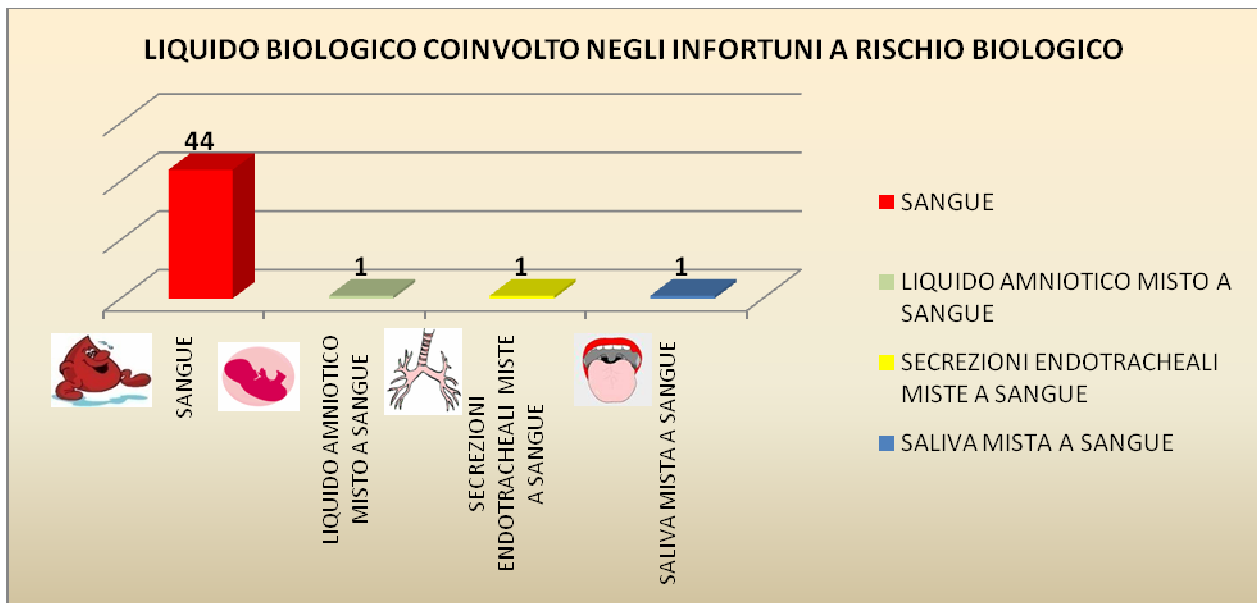 LIQUIDO BIOLOGICO COINVOLTO NEGLI INFORTUNI A RISCHIO BIOLOGICO
44
1
1
1
SANGUE
LIQUIDO AMNIOTICO
MISTO A SANGUE
SECREZIONI
ENDOTRACHEALI MISTE
A SANGUE
SALIVA MISTA A SANGUE
SANGUE
LIQUIDO AMNIOTICO MISTO A
SANGUE
SECREZIONI ENDOTRACHEALI
MISTE A SANGUE
SALIVA MISTA A SANGUE